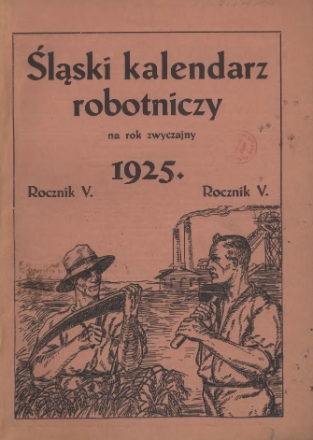 Śląski kalendarz
robotniczy
na rok zwyczajny
1925.
Rocznik V. Rocznik V.